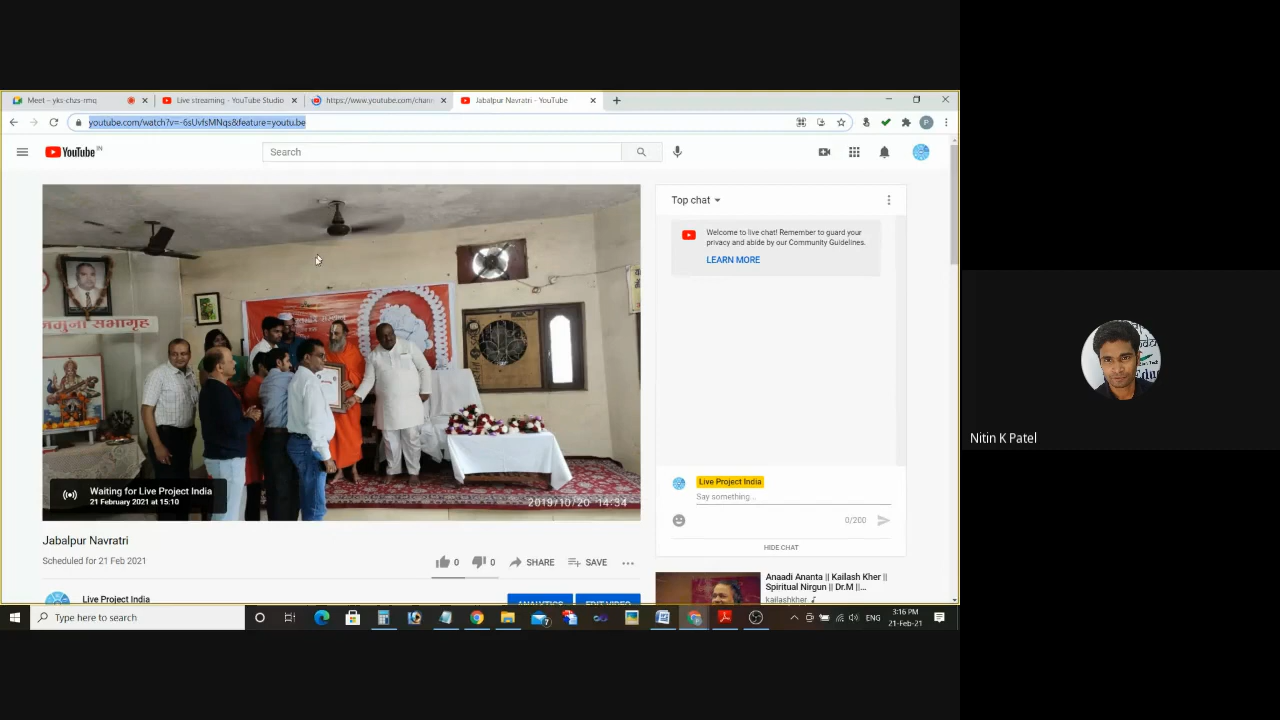 Meet – yks-chzs-rmq
Live streaming - YouTube Studio
https://www.youtube.com/chann
Jabalpur Navratri - YouTube
youtube.com/watch?v=-6sUvfsMNqs&feature=youtu.be
YouTube IN
Search
Top chat
Welcome to live chat! Remember to guard your
privacy and abide by our Community Guidelines.
LEARN MORE
सभागृह
Waiting for Live Project India
21 February 2021 at 15:10
2019/10/20 14:34
Live Project India
Say something...
0/200
HIDE CHAT
Jabalpur Navratri
Scheduled for 21 Feb 2021
0
0
SHARE
SAVE
Live Project India
ANALYTICS
EDIT VIDEO
Anaadi Ananta || Kailash Kher ||
Spiritual Nirgun || Dr.M ||...
kailashkher
Nitin K Patel
Type here to search
ENG
3:16 PM
21-Feb-21